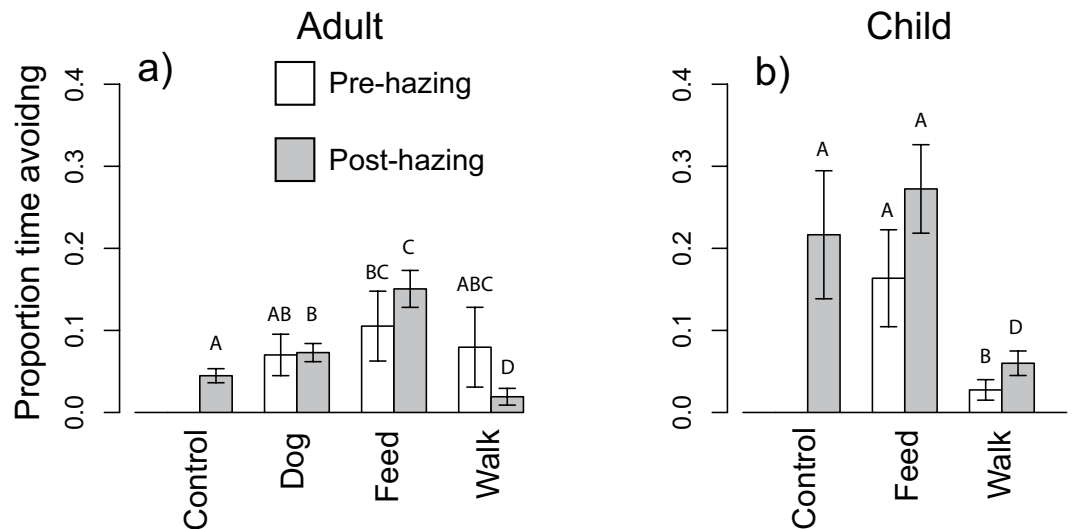 Adult
Child
a)
b)
Pre-hazing
Post-hazing
Proportion time avoidng
0.0
0.1
0.2
0.3
0.4
A
AB
B
BC
C
ABC
D
Control
Dog
Feed
Walk
0.0
0.1
0.2
0.3
0.4
A
A
A
B
D
Control
Feed
Walk